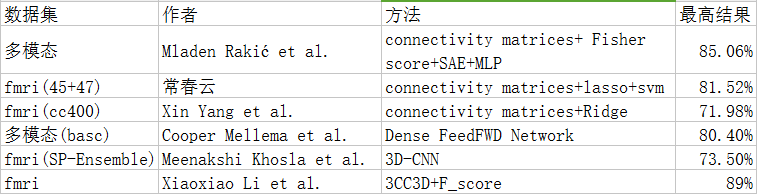 数据集 作者 方法 最高结果
多模态 Mladen Rakić et al. connectivity matrices+ Fisher score+SAE+MLP 85.06%
fmri(45+47) 常春云 connectivity matrices+lasso+svm 81.52%
fmri(cc400) Xin Yang et al. connectivity matrices+Ridge 71.98%
多模态(basc) Cooper Mellema et al. Dense FeedFWD Network 80.40%
fmri(SP-Ensemble) Meenakshi Khosla et al. 3D-CNN 73.50%
fmri Xiaoxiao Li et al. 3CC3D+F_score 89%